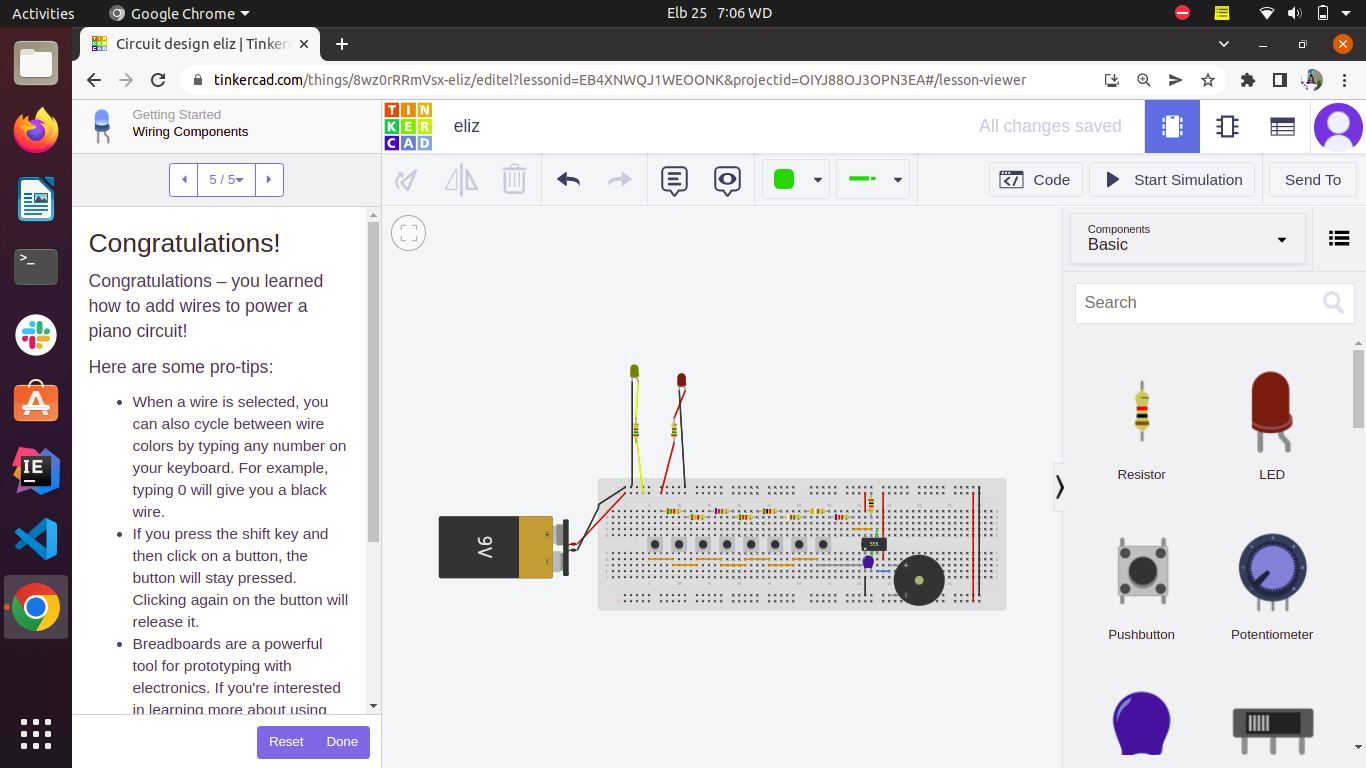 Activities
Google Chrome
Elb 25 7:06 WD
Circuit design eliz | Tinker
tinkercad.com/things/8wz0rRRmVsx-eliz/editel?lessonid=EB4XNWQJ1WEOONK&projectid=OIYJ88OJ3OPN3EA#/lesson-viewer
Getting Started
Wiring Components
TIN
KER
CAD
eliz
All changes saved
5 / 5
Code
Start Simulation
Send To
Congratulations!
Congratulations – you learned
how to add wires to power a
piano circuit!
Here are some pro-tips:
• When a wire is selected, you
can also cycle between wire
colors by typing any number on
your keyboard. For example,
typing 0 will give you a black
wire.
• If you press the shift key and
then click on a button, the
button will stay pressed.
Clicking again on the button will
release it.
• Breadboards are a powerful
tool for prototyping with
electronics. If you're interested
in learning more about using
Reset
Done
9V
555
Components
Basic
Search
Resistor
LED
Pushbutton
Potentiometer